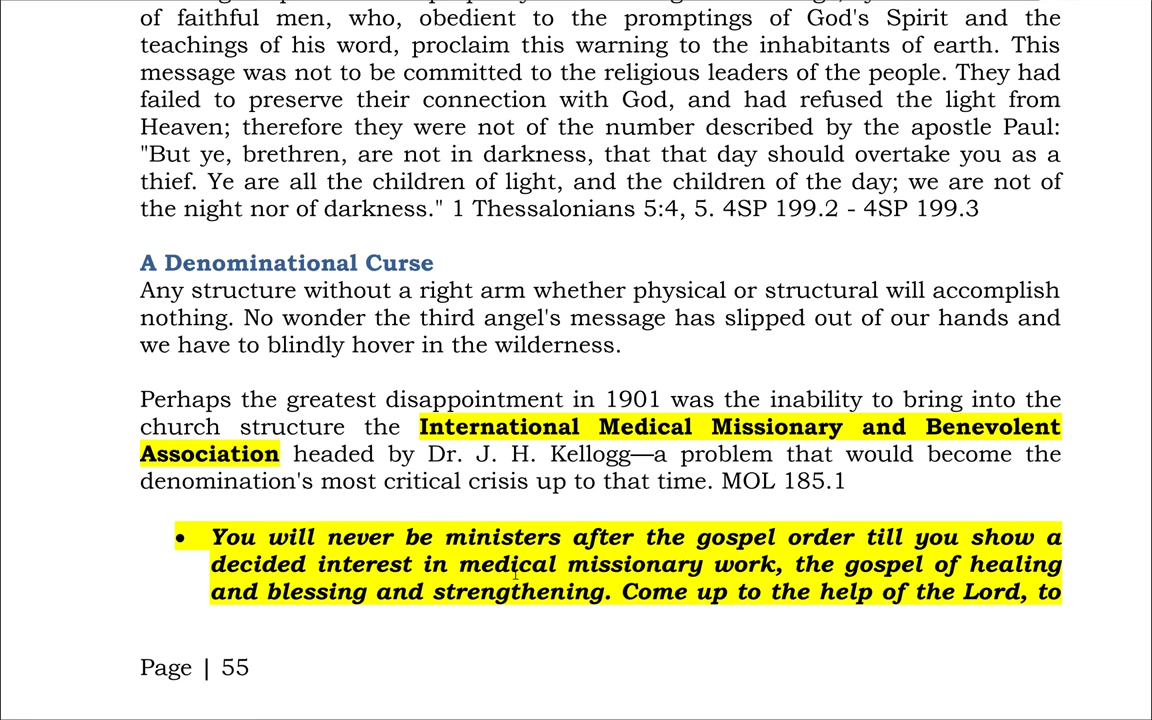 of faithful men, who, obedient to the promptings of God's Spirit and the
teachings of his word, proclaim this warning to the inhabitants of earth. This
message was not to be committed to the religious leaders of the people. They had
failed to preserve their connection with God, and had refused the light from
Heaven; therefore they were not of the number described by the apostle Paul:
"But ye, brethren, are not in darkness, that that day should overtake you as a
thief. Ye are all the children of light, and the children of the day; we are not of
the night nor of darkness." 1 Thessalonians 5:4, 5. 4SP 199.2 - 4SP 199.3
A Denominational Curse
Any structure without a right arm whether physical or structural will accomplish
nothing. No wonder the third angel's message has slipped out of our hands and
we have to blindly hover in the wilderness.
Perhaps the greatest disappointment in 1901 was the inability to bring into the
church structure the International Medical Missionary and Benevolent
Association headed by Dr. J. H. Kellogg—a problem that would become the
denomination's most critical crisis up to that time. MOL 185.1
• You will never be ministers after the gospel order till you show a
decided interest in medical missionary work, the gospel of healing
and blessing and strengthening. Come up to the help of the Lord, to
Page | 55